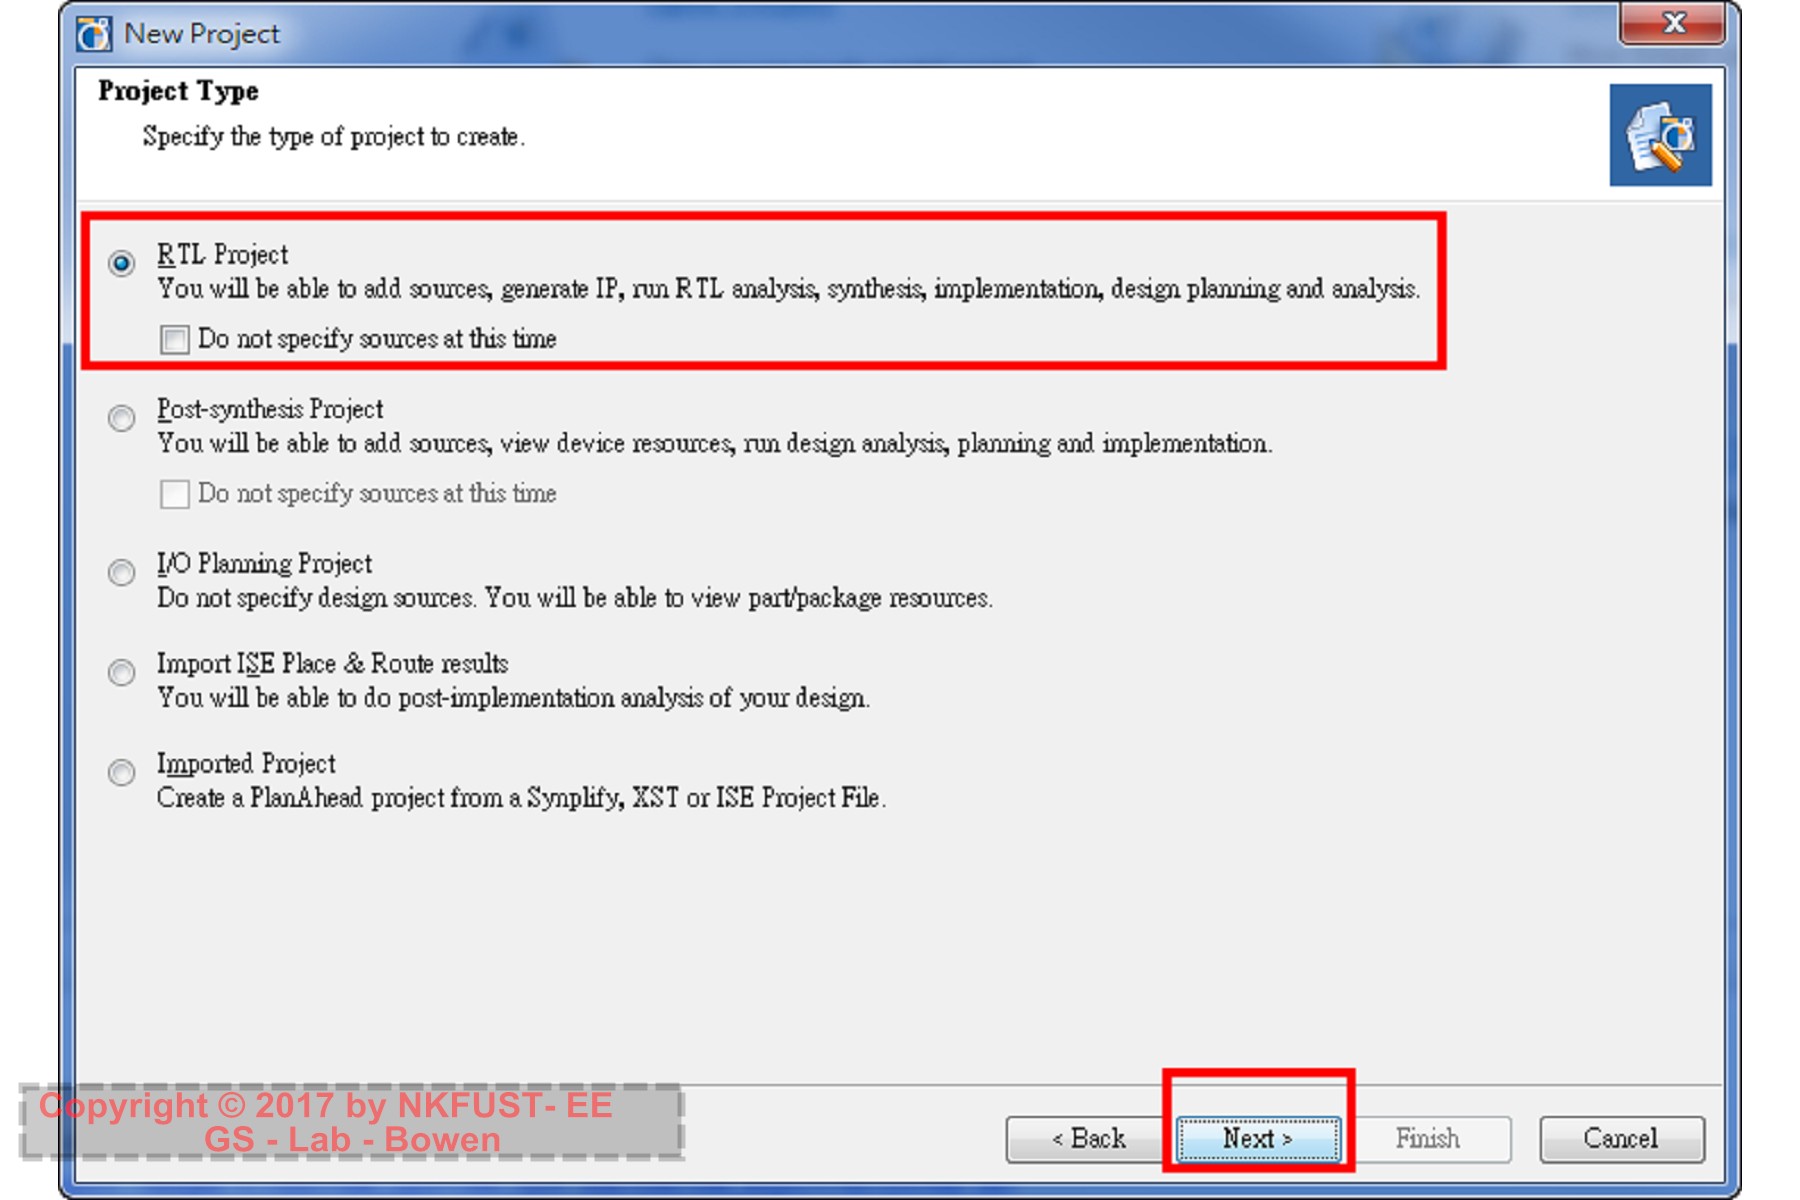 New Project
Project Type
Specify the type of project to create.
RTL Project
You will be able to add sources, generate IP, run RTL analysis, synthesis, implementation, design planning and analysis.
Do not specify sources at this time
Post-synthesis Project
You will be able to add sources, view device resources, run design analysis, planning and implementation.
Do not specify sources at this time
I/O Planning Project
Do not specify design sources. You will be able to view part/package resources.
Import ISE Place & Route results
You will be able to do post-implementation analysis of your design.
Imported Project
Create a PlanAhead project from a Synplify, XST or ISE Project File.
Copyright © 2017 by NKFUST- EE
GS - Lab - Bowen
< Back Next > Finish Cancel